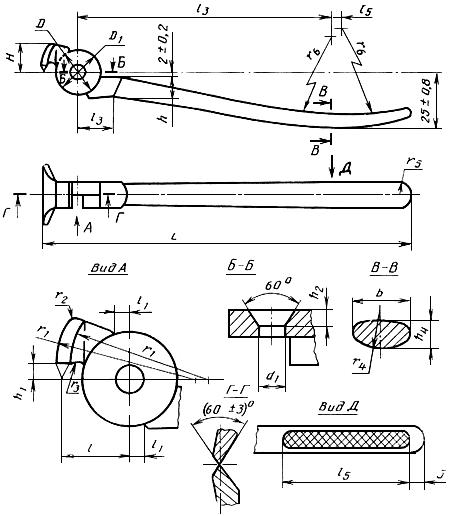 l₃
l₅
D
D₁
H
Б
Б
2 ± 0,2
r₆
r₆
В
25 ± 0,8
h
l₃
В
Д
r₅
Г
Г
А
L
Вид А
Б-Б
В-В
r₂
l₁
60°
h₂
b
r₁
r₁
h₄
r₃
h₁
d₁
r₄
Г-Г
(60 ±3)°
Вид Д
l
l₁
l₅